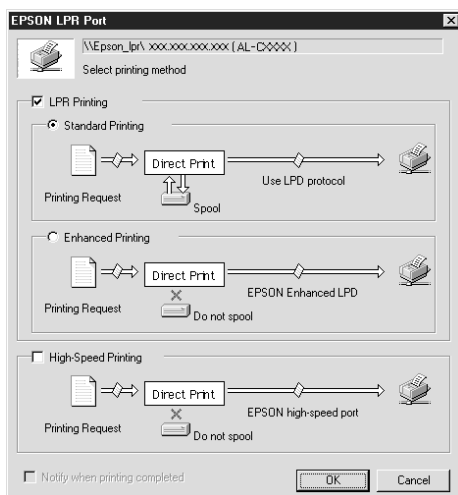 EPSON LPR Port
\\Epson_lpr\ xxx.xxx.xxx.xxx ( AL-CXXXX )
Select printing method
LPR Printing
Standard Printing
Direct Print
Use LPD protocol
Printing Request
Spool
Enhanced Printing
Direct Print
EPSON Enhanced LPD
Printing Request
Do not spool
High-Speed Printing
Direct Print
EPSON high-speed port
Printing Request
Do not spool
Notify when printing completed
OK
Cancel